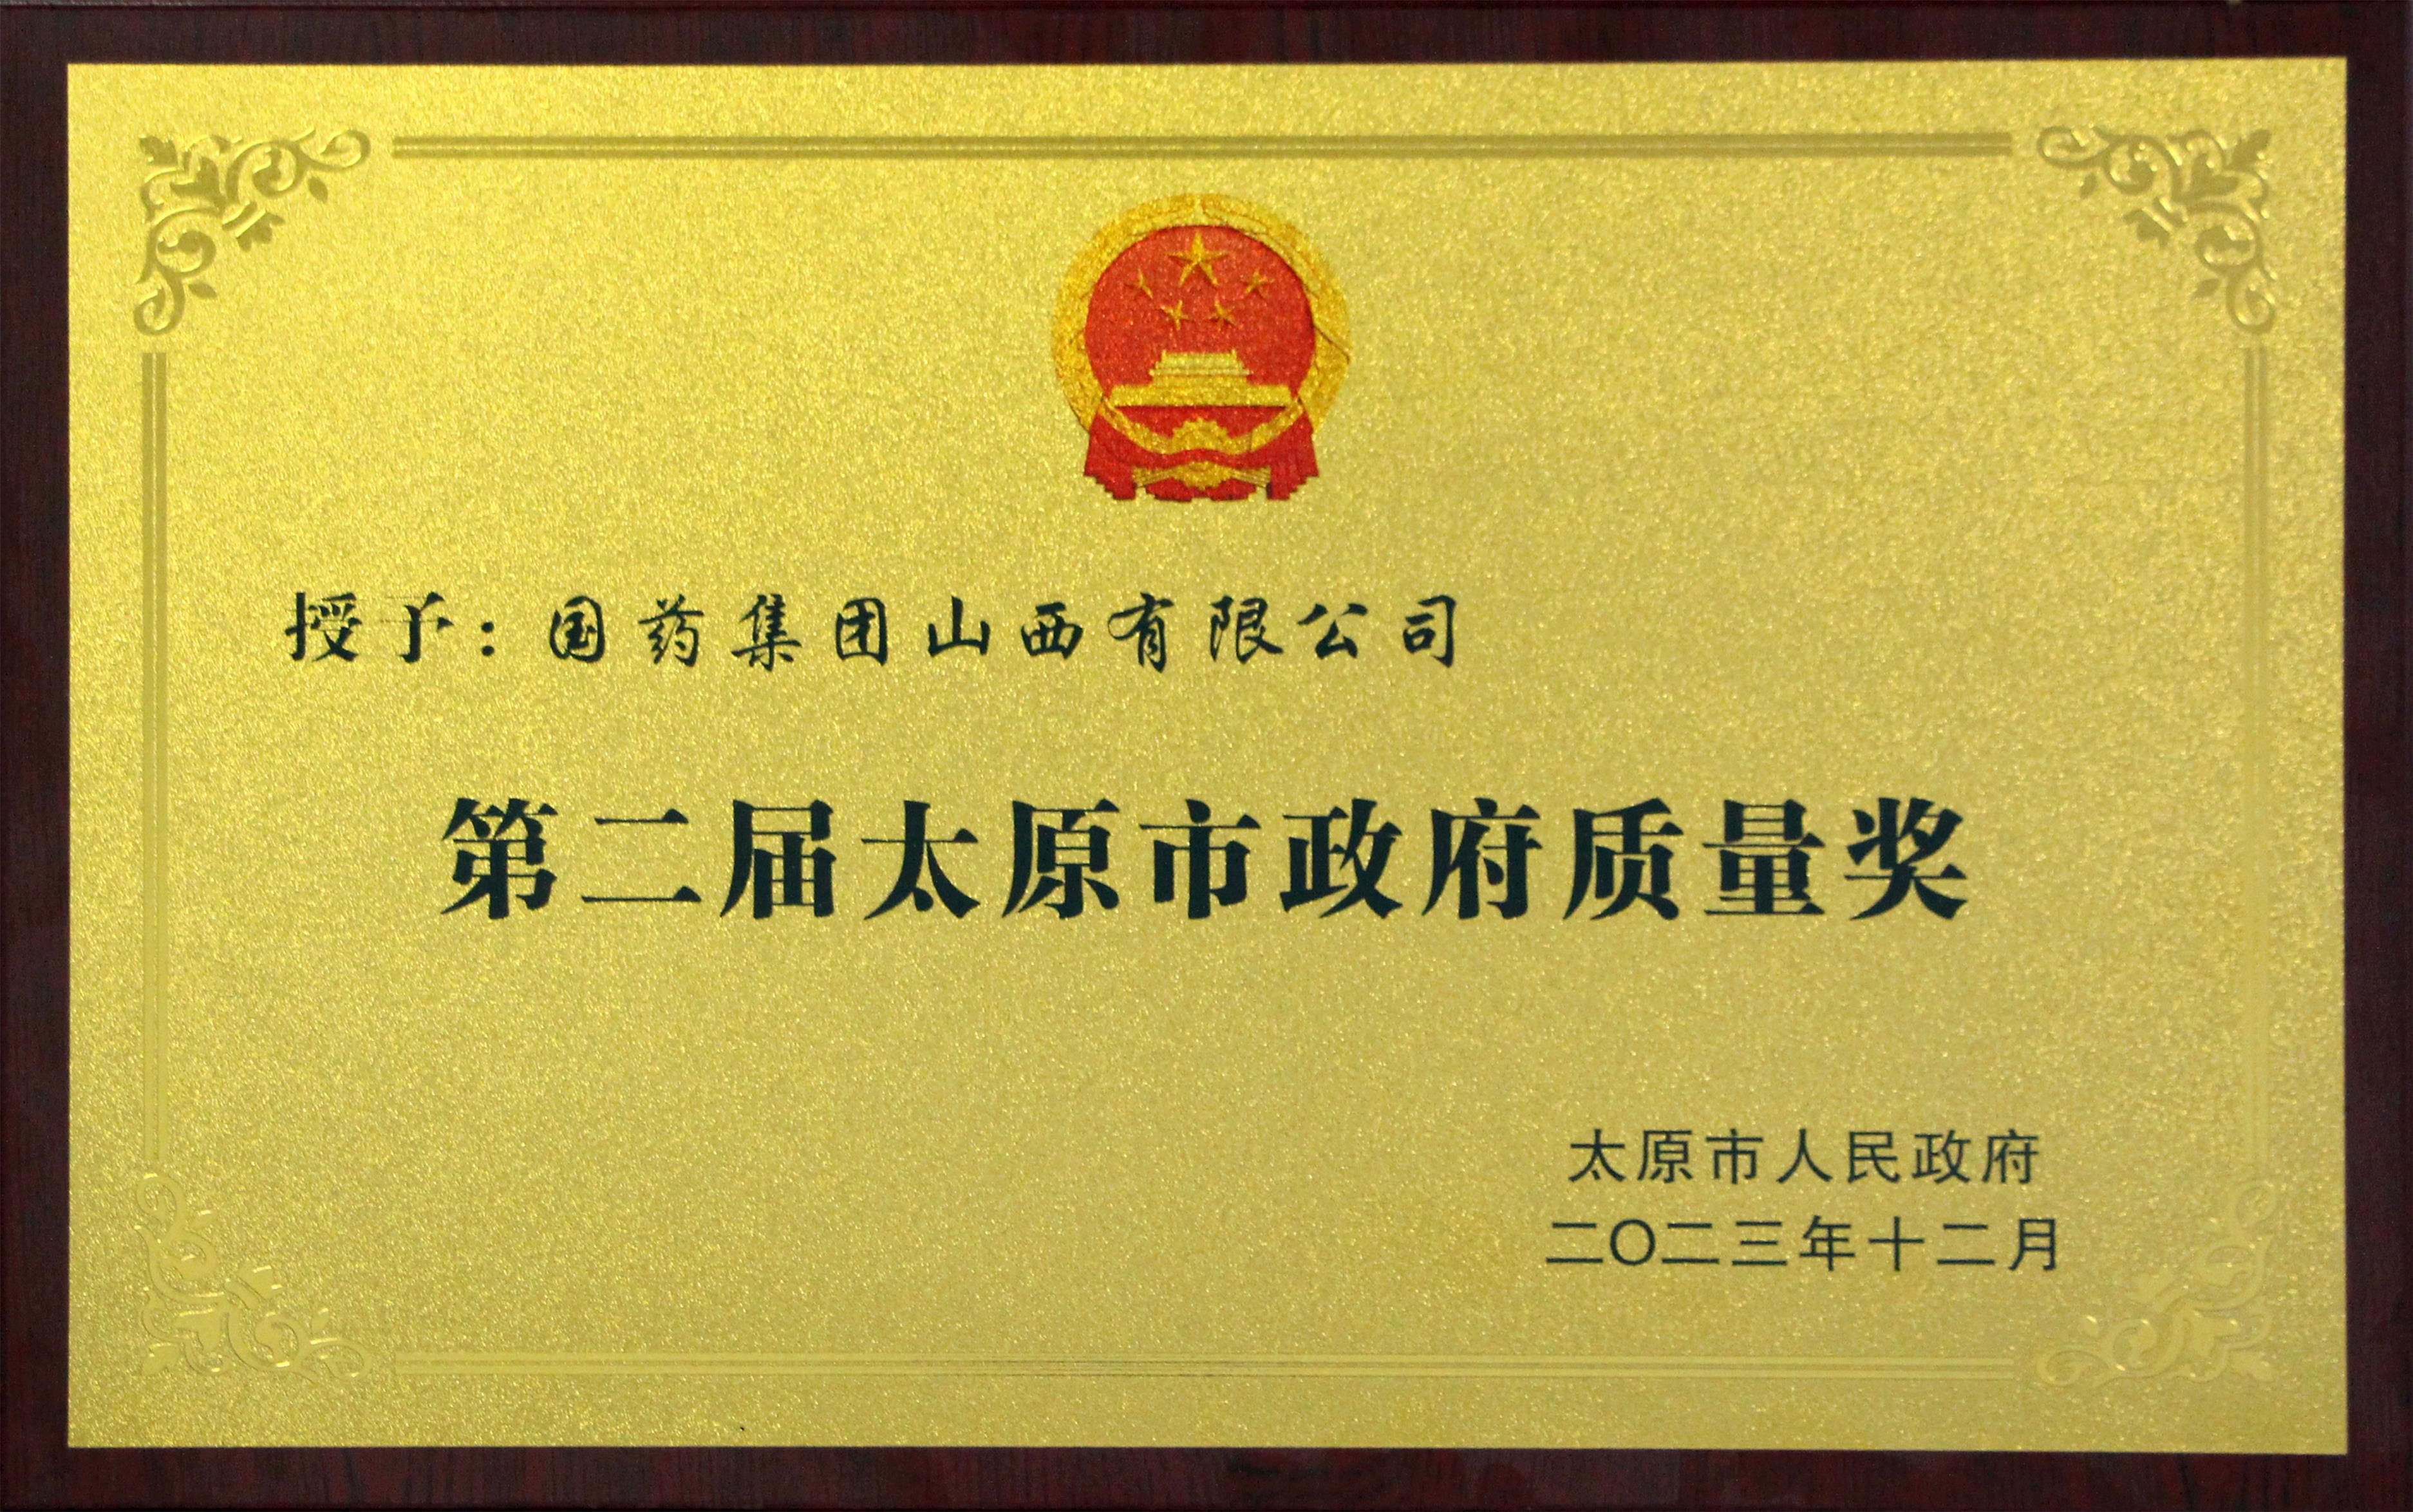 授予：国药集团山西有限公司
第二届太原市政府质量奖
太原市人民政府
二〇二三年十二月